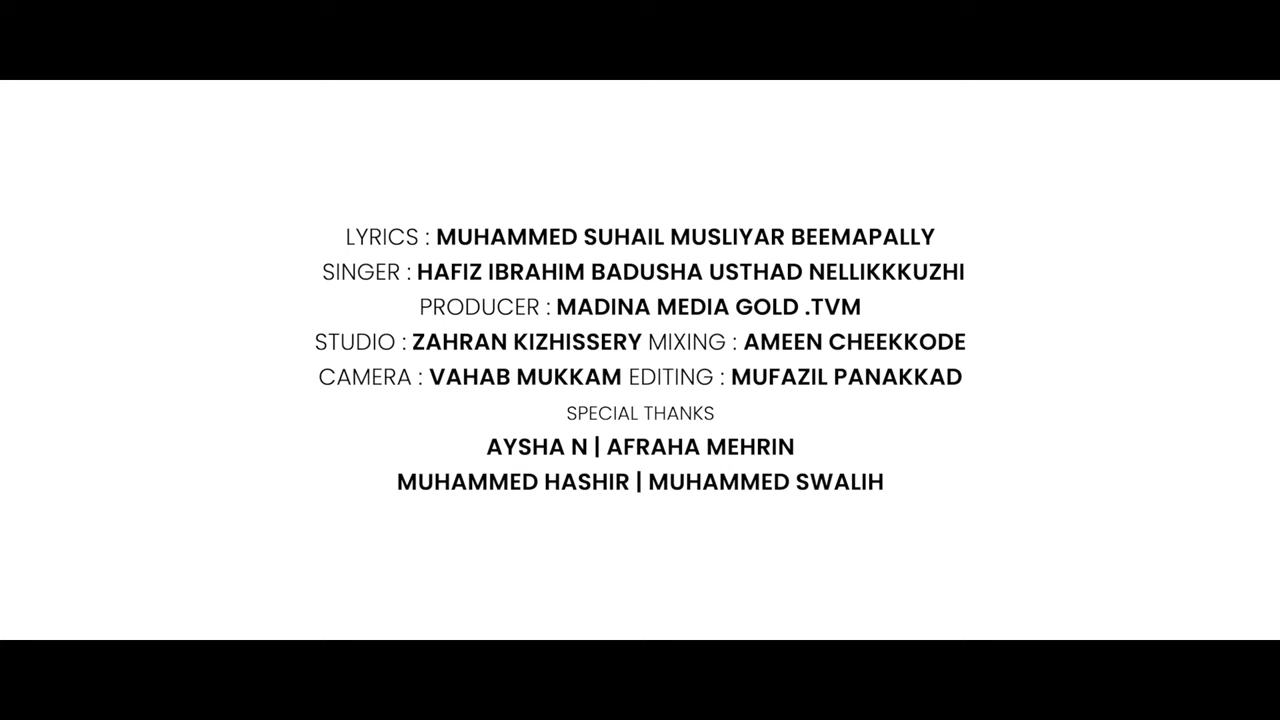 LYRICS : MUHAMMED SUHAIL MUSLIYAR BEEMAPALLY
SINGER : HAFIZ IBRAHIM BADUSHA USTHAD NELLIKKKUZHI
PRODUCER : MADINA MEDIA GOLD .TVM
STUDIO : ZAHRAN KIZHISSERY MIXING : AMEEN CHEEKKODE
CAMERA : VAHAB MUKKAM EDITING : MUFAZIL PANAKKAD
SPECIAL THANKS
AYSHA N | AFRAHA MEHRIN
MUHAMMED HASHIR | MUHAMMED SWALIH